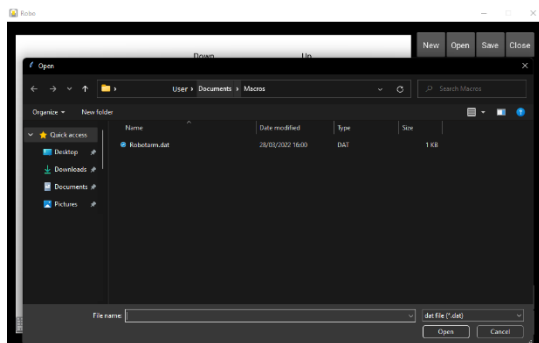 Robo
New Open Save Close
Down Up
Open
User › Documents › Macros
Search Macros
Organize New folder
Name Date modified Type Size
Quick access
Robotarm.dat 28/03/2022 16:00 DAT 1 KB
Desktop
Downloads
Documents
Pictures
File name: dat file (*.dat)
Open Cancel